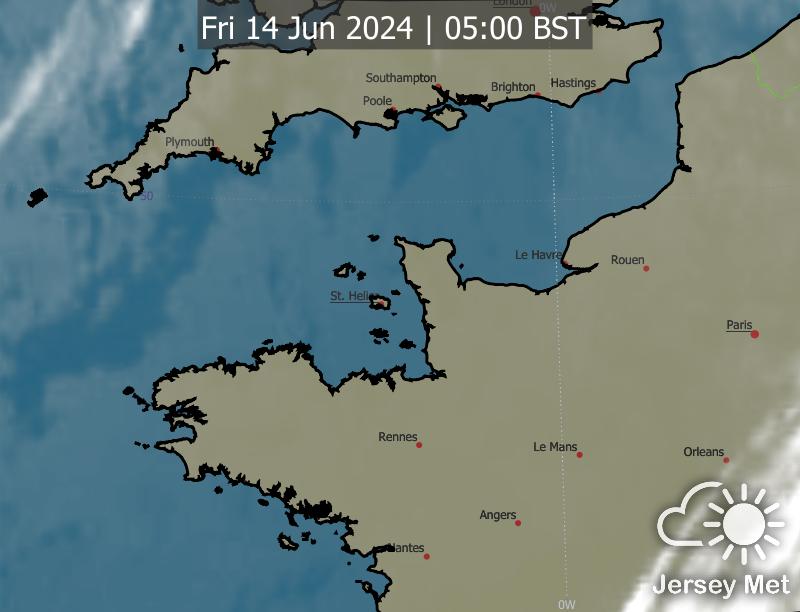 London
0W
Fri 14 Jun 2024 | 05:00 BST
Southampton
Brighton
Hastings
Poole
Plymouth
50
Le Havre
Rouen
St. Helier
Paris
Rennes
Le Mans
Orleans
Angers
Nantes
Jersey Met
0W